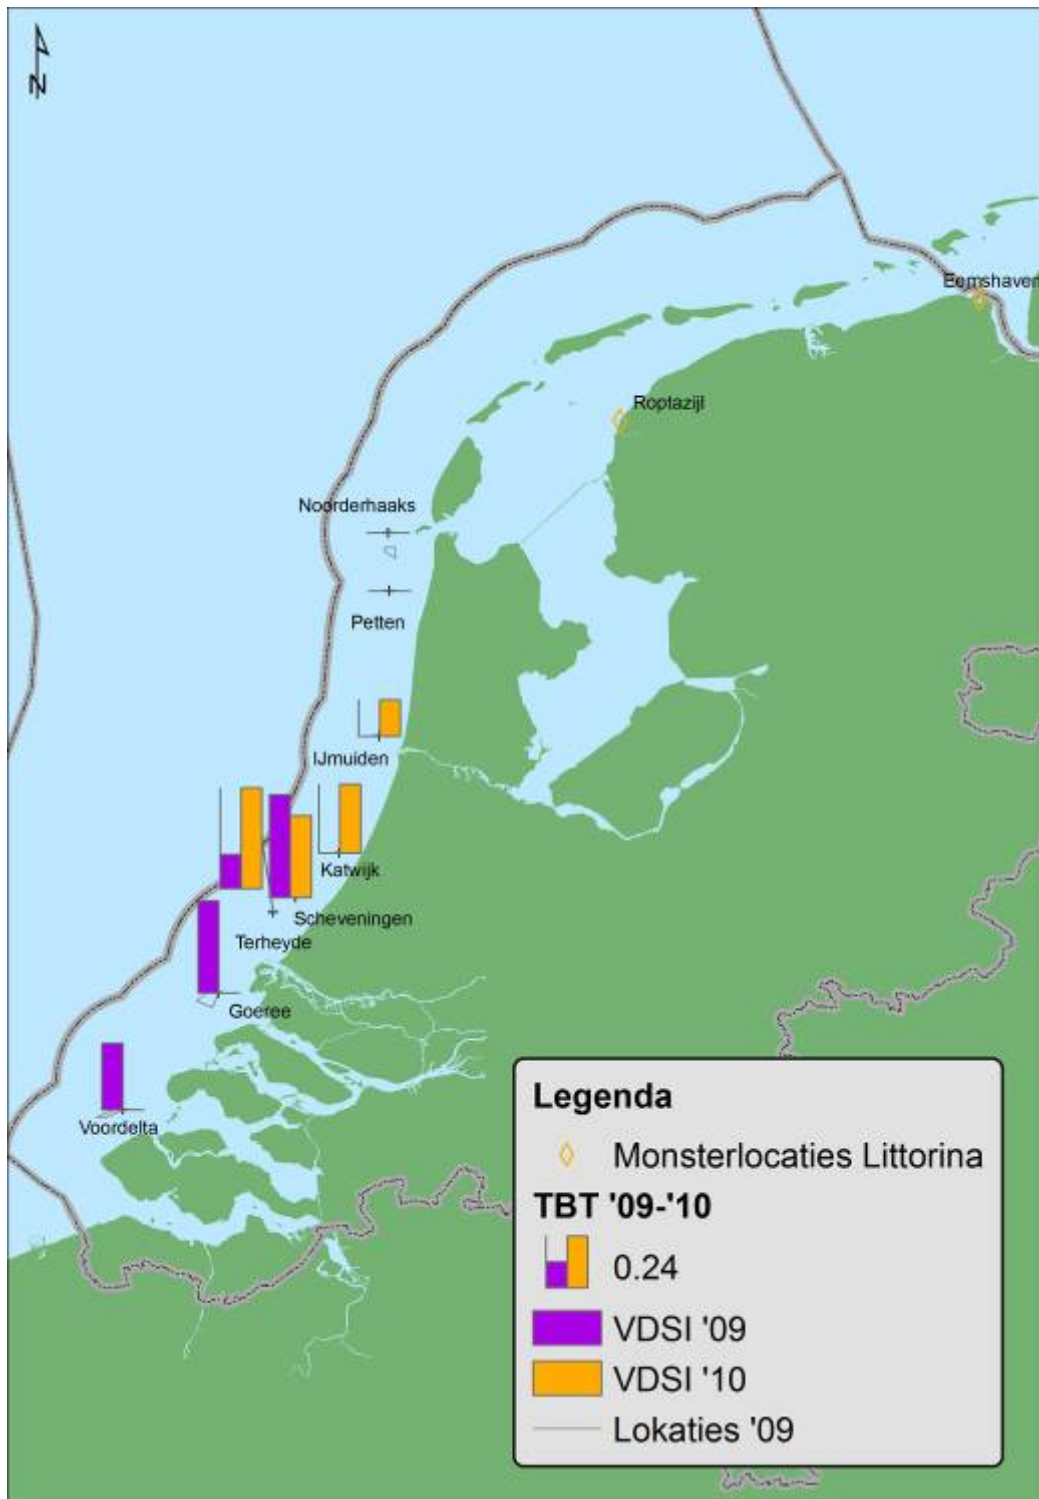 N
Eemshaven
Roptazijl
Noorderhaaks
Petten
IJmuiden
Katwijk
Scheveningen
Terheyde
Goeree
Voordelta
Legenda
Monsterlocaties Littorina
TBT '09-'10
0.24
VDSI '09
VDSI '10
Lokaties '09